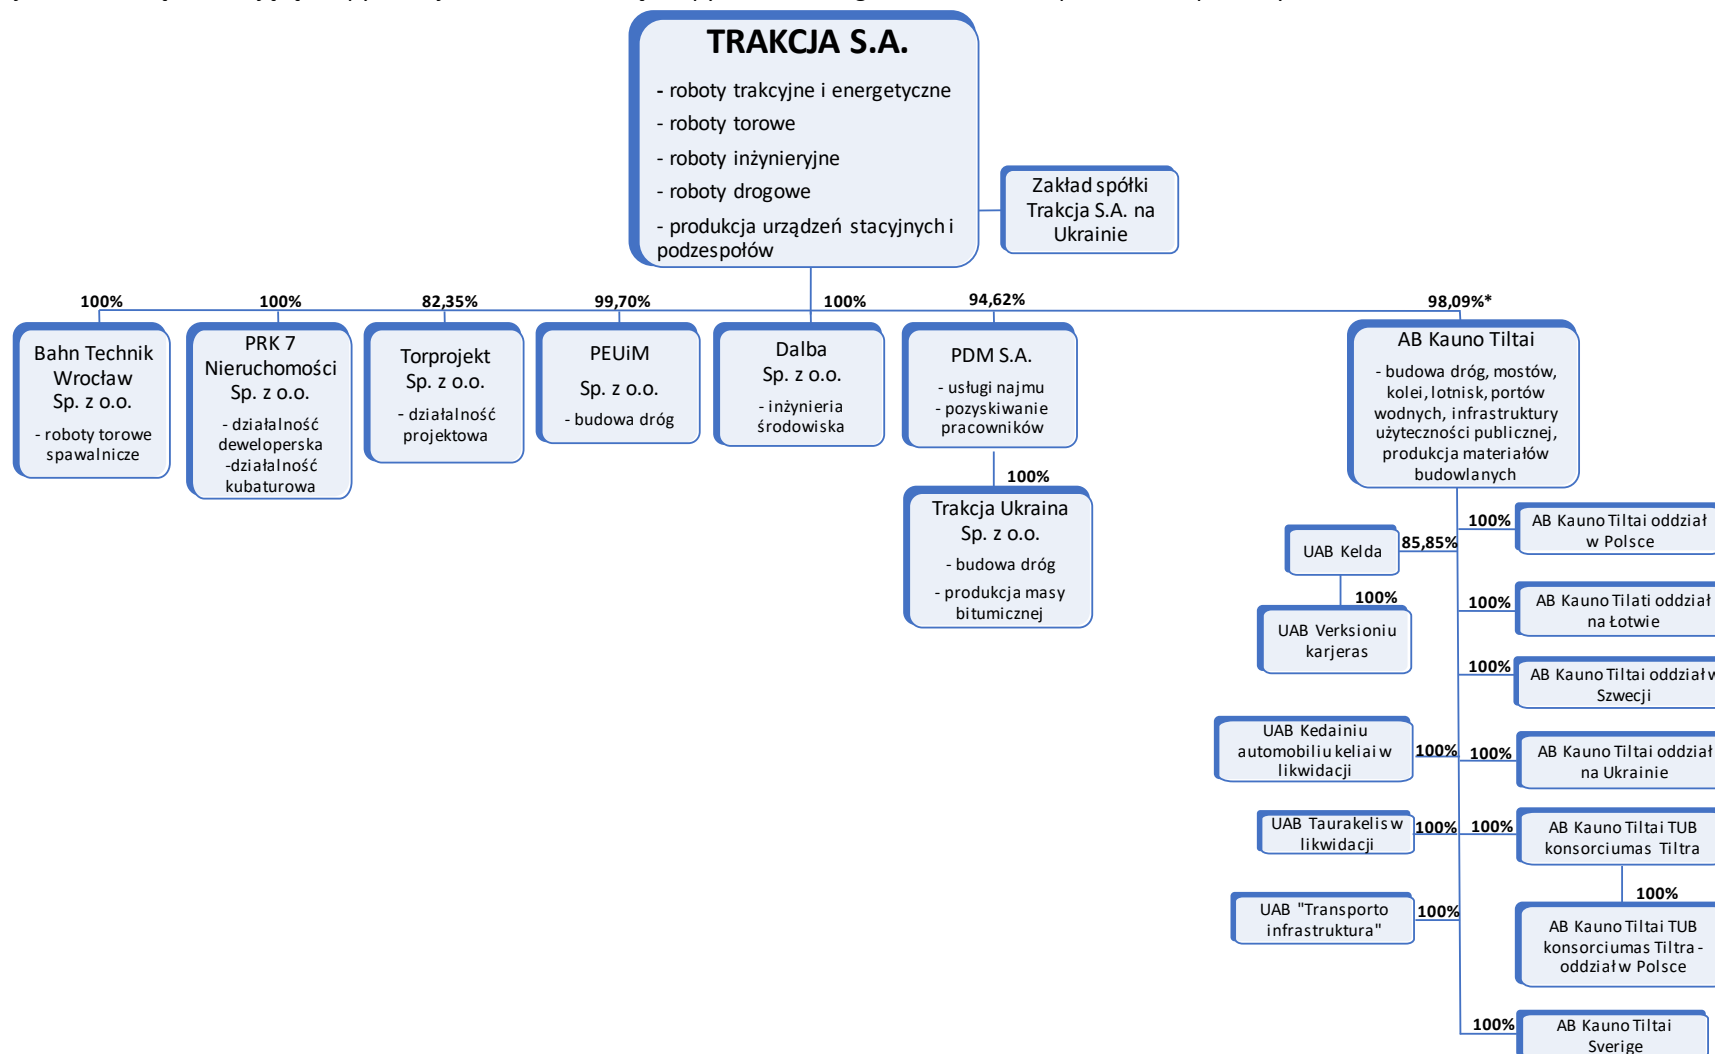 TRAKCJA S.A.
- roboty trakcyjne i energetyczne
- roboty torowe
- roboty inżynieryjne
- roboty drogowe
- produkcja urządzeń stacyjnych i
podzespołów
Zakład spółki
Trakcja S.A. na
Ukrainie
100%
100%
82,35%
99,70%
100%
94,62%
98,09%*
Bahn Technik
Wrocław
Sp. z o.o.
- roboty torowe
spawalnicze
PRK 7
Nieruchomości
Sp. z o.o.
- działalność
deweloperska
-działalność
kubaturowa
Torprojekt
Sp. z o.o.
- działalność
projektowa
PEUiM
Sp. z o.o.
- budowa dróg
Dalba
Sp. z o.o.
- inżynieria
środowiska
PDM S.A.
- usługi najmu
- pozyskiwanie
pracowników
100%
Trakcja Ukraina
Sp. z o.o.
- budowa dróg
- produkcja masy
bitumicznej
AB Kauno Tiltai
- budowa dróg, mostów,
kolei, lotnisk, portów
wodnych, infrastruktury
użyteczności publicznej,
produkcja materiałów
budowlanych
UAB Kelda
85,85%
100%
UAB Verksioniu
karjeras
UAB Kedainiu
automobiliu keliai w
likwidacji
100%
UAB Taurakelis w
likwidacji
100%
UAB "Transporto
infrastruktura"
100%
100%
AB Kauno Tiltai oddział
w Polsce
100%
AB Kauno Tilati oddział
na Łotwie
100%
AB Kauno Tiltai oddział w
Szwecji
100%
AB Kauno Tiltai oddział
na Ukrainie
100%
AB Kauno Tiltai TUB
konsorciumas Tiltra
100%
AB Kauno Tiltai TUB
konsorciumas Tiltra -
oddział w Polsce
100%
AB Kauno Tiltai
Sverige